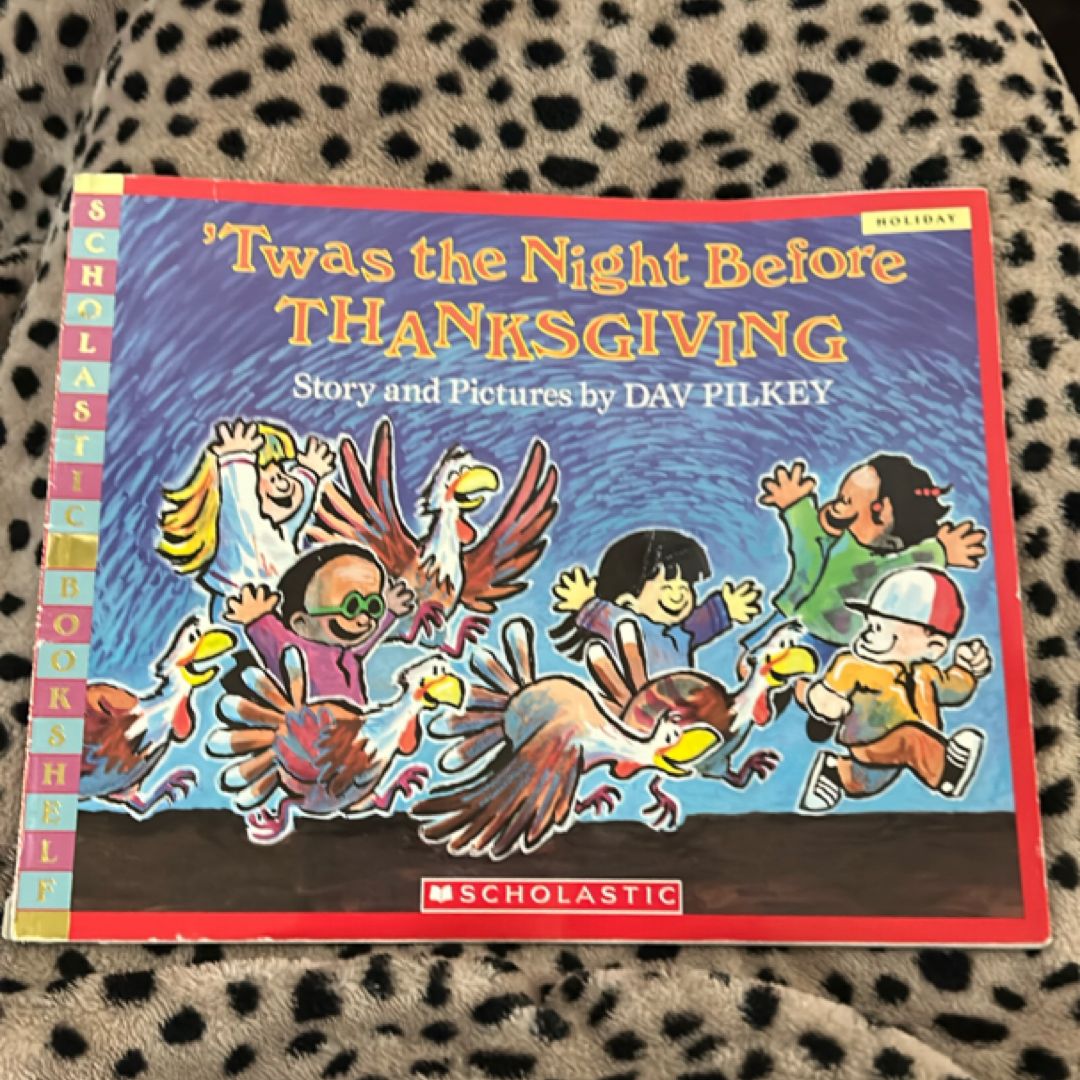 SCHOLASTIC BOOKSHELF
HOLIDAY
'Twas the Night Before
THANKSGIVING
Story and Pictures by DAV PILKEY
SCHOLASTIC